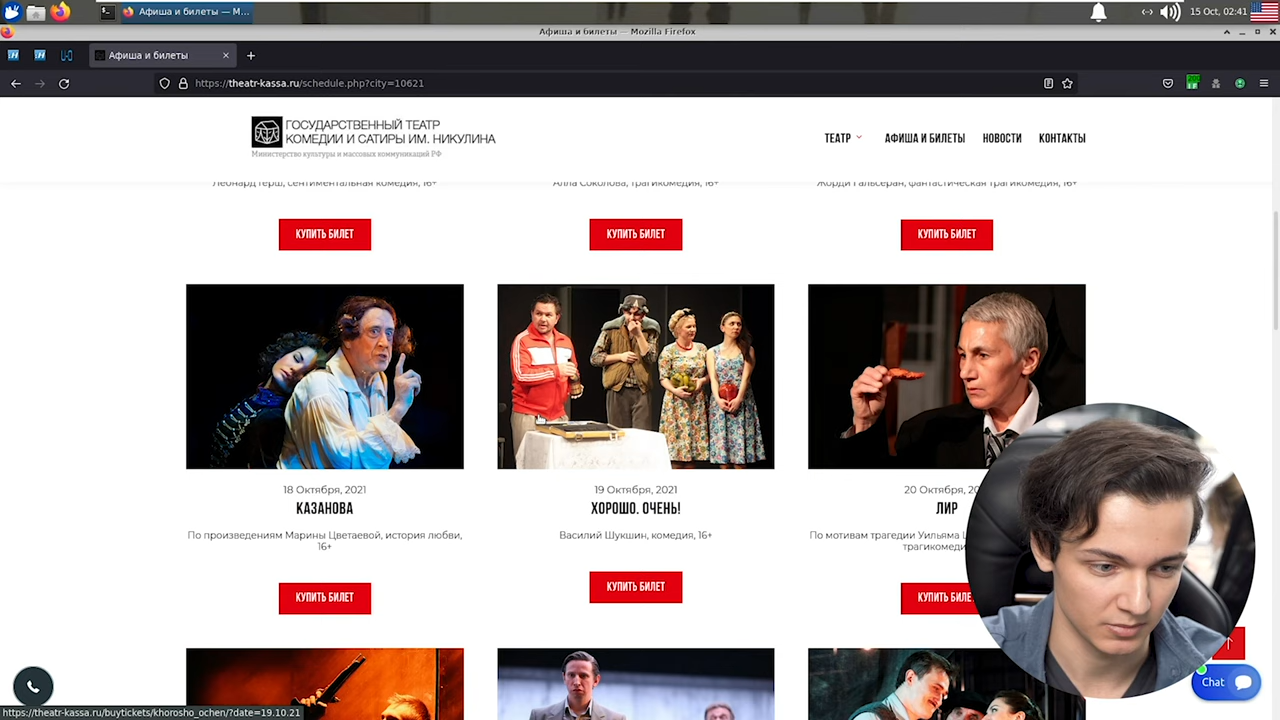 Афиша и билеты — М...
15 Oct, 02:41
Афиша и билеты — Mozilla Firefox
Афиша и билеты
https://theatr-kassa.ru/schedule.php?city=10621
ГОСУДАРСТВЕННЫЙ ТЕАТР
КОМЕДИИ И САТИРЫ ИМ. НИКУЛИНА
Министерство культуры и массовых коммуникаций РФ
ТЕАТР АФИША И БИЛЕТЫ НОВОСТИ КОНТАКТЫ
Леонард Герш, сентиментальная комедия, 16+
Алла Соколова, трагикомедия, 16+
Жорди Гальсеран, фантастическая трагикомедия, 16+
КУПИТЬ БИЛЕТ
КУПИТЬ БИЛЕТ
КУПИТЬ БИЛЕТ
18 Октября, 2021
КАЗАНОВА
По произведениям Марины Цветаевой, история любви,
16+
КУПИТЬ БИЛЕТ
19 Октября, 2021
ХОРОШО. ОЧЕНЬ!
Василий Шукшин, комедия, 16+
КУПИТЬ БИЛЕТ
20 Октября, 20
ЛИР
По мотивам трагедии Уильяма
трагикомеди
КУПИТЬ БИЛЕ
Chat
https://theatr-kassa.ru/buytickets/khorosho_ochen/?date=19.10.21